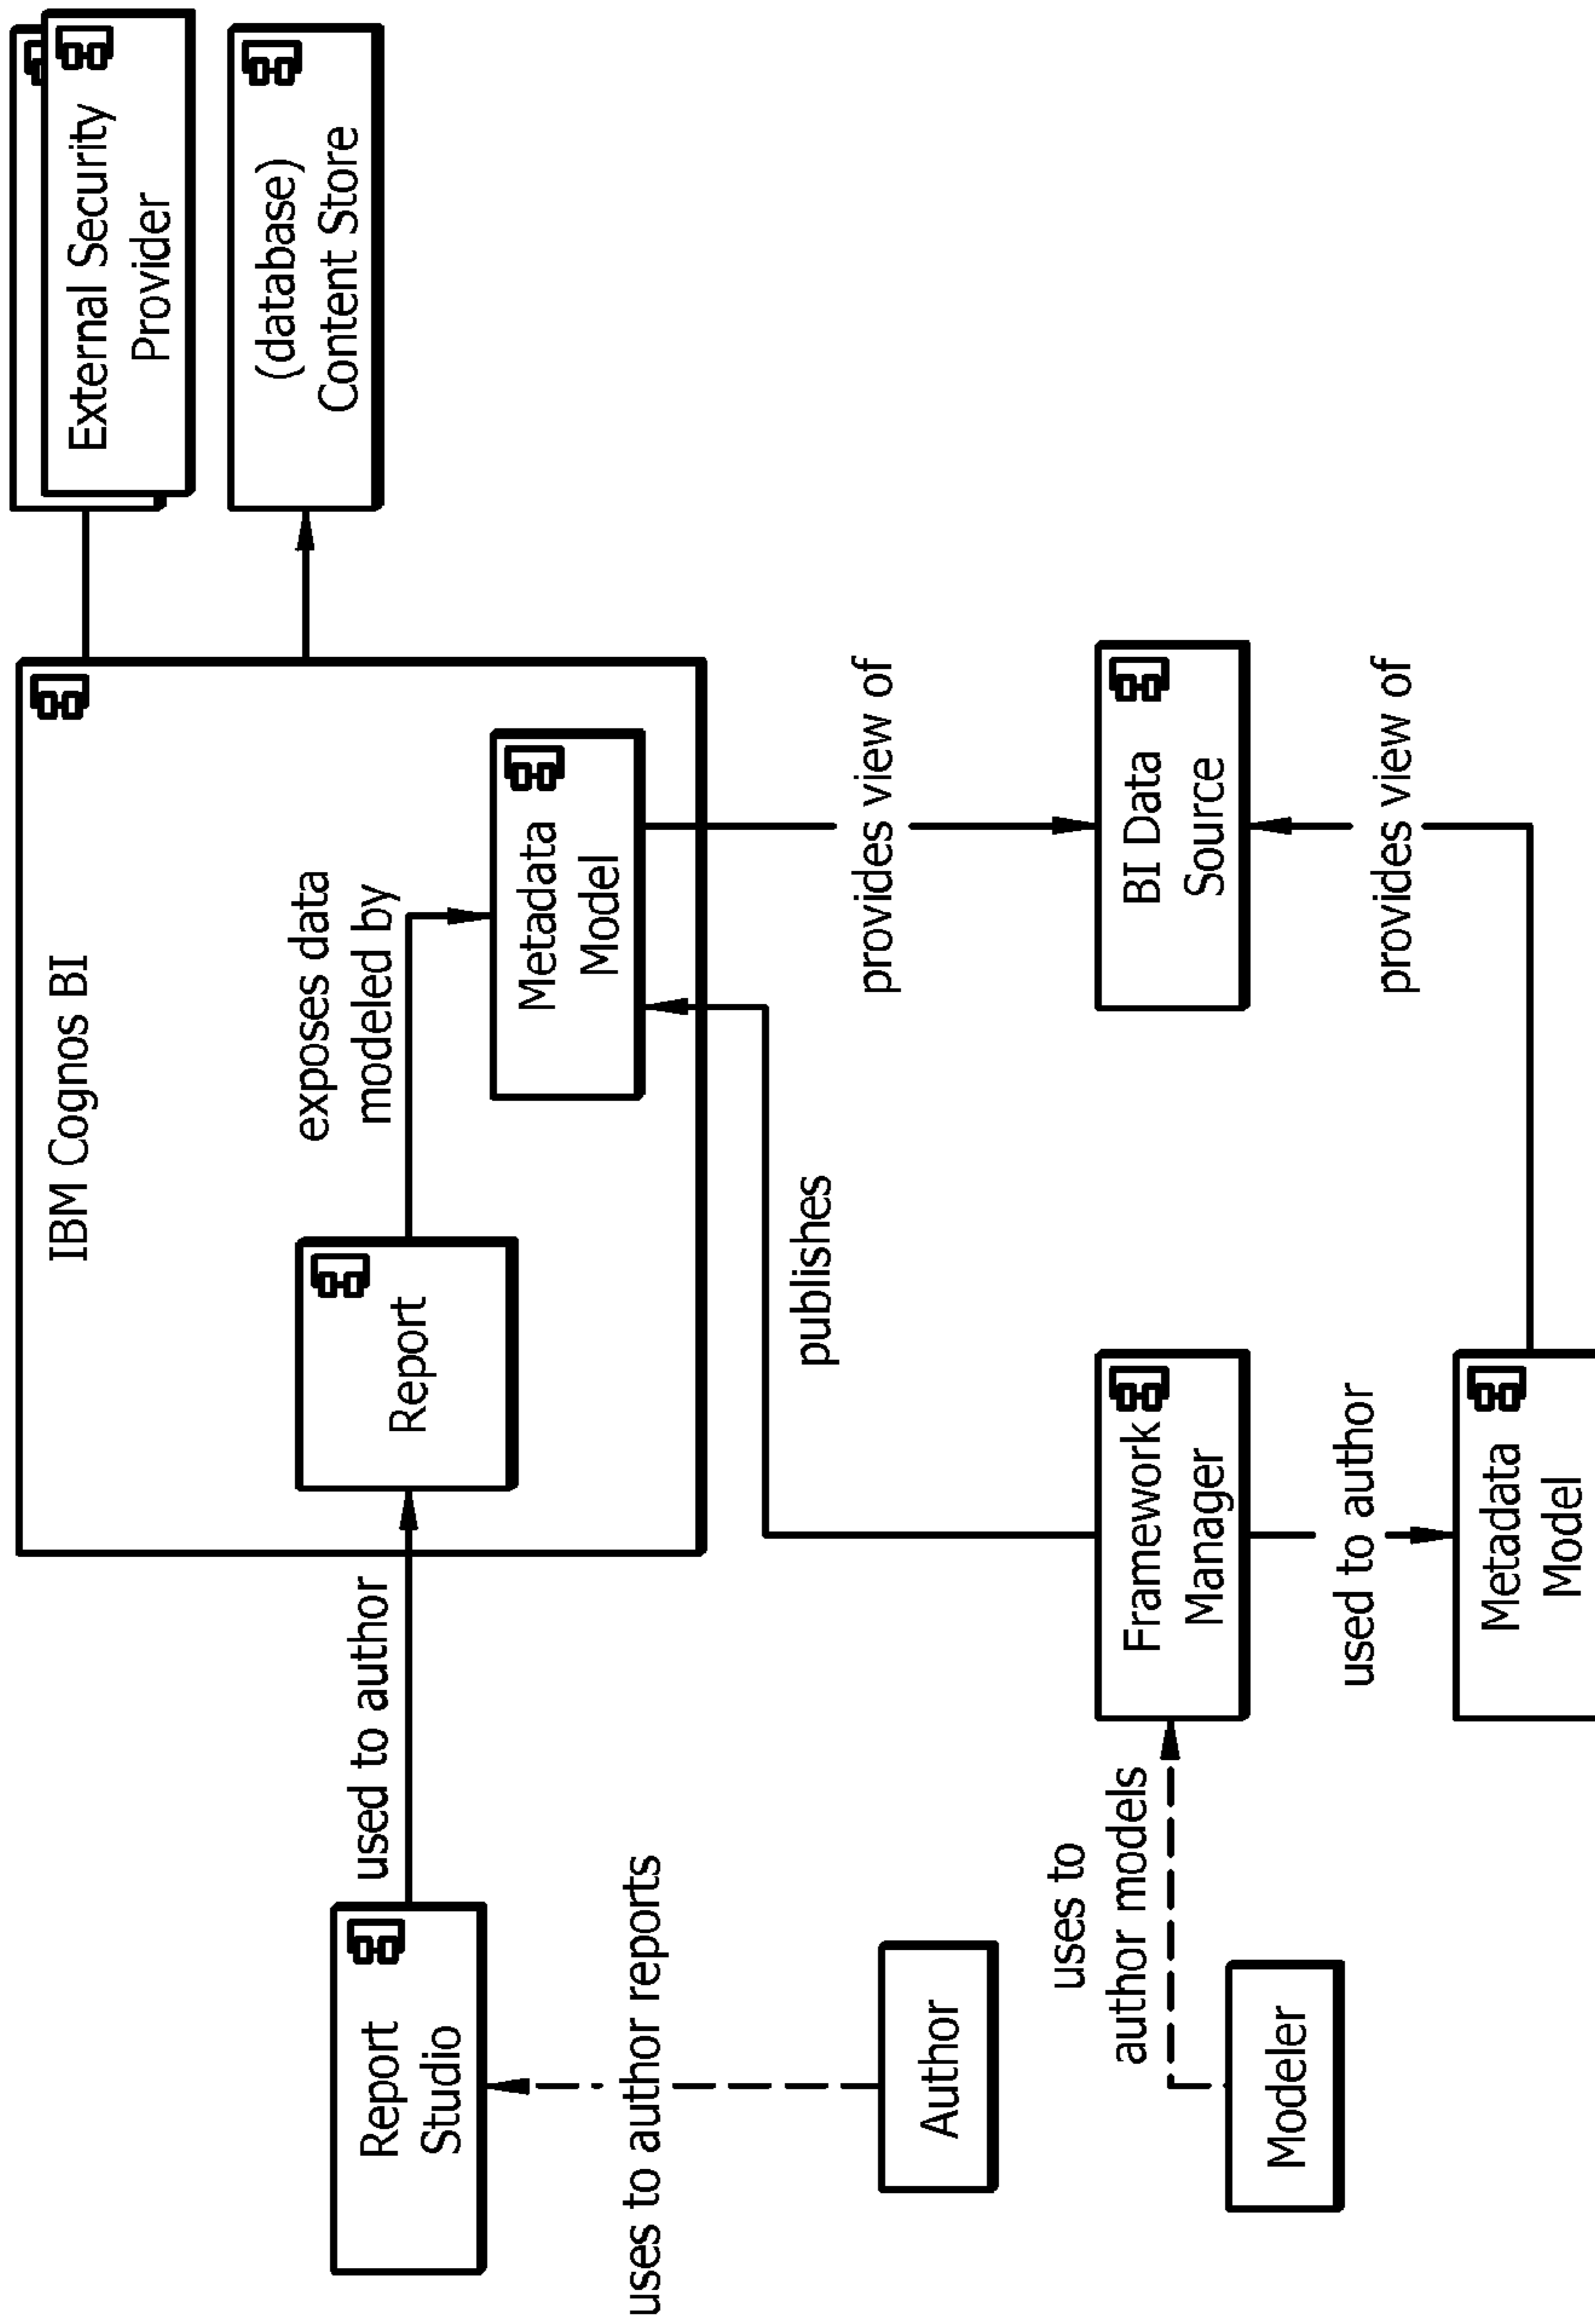 IBM Cognos BI
External Security
Provider
(database)
Content Store
exposes data
modeled by
used to author
Report
Studio
Report
Metadata
Model
uses to author reports
publishes
provides view of
Author
uses to
author models
Framework
Manager
BI Data
Source
Modeler
used to author
provides view of
Metadata
Model